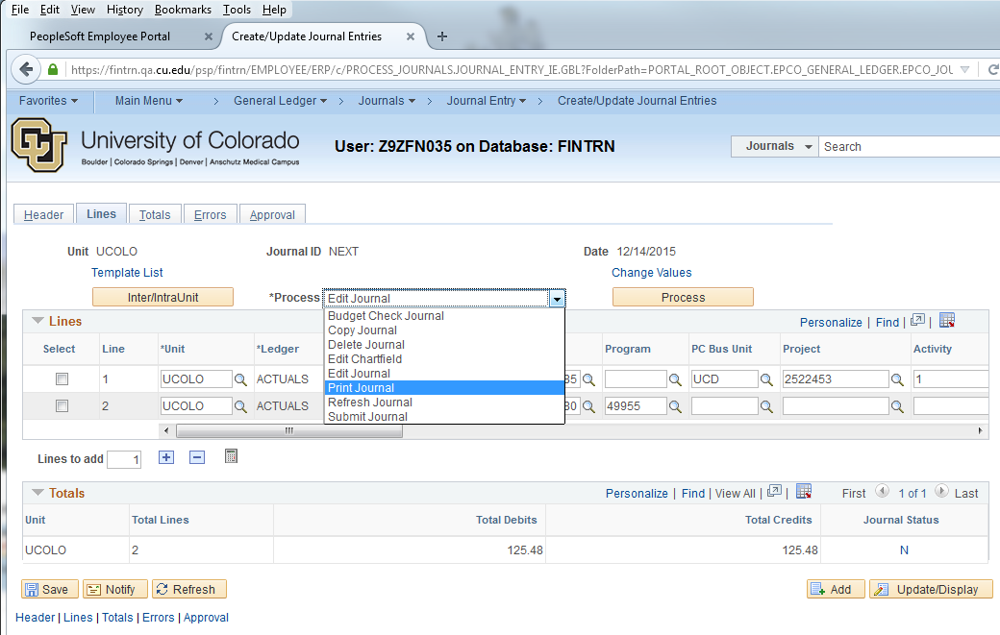 File Edit View History Bookmarks Tools Help
PeopleSoft Employee Portal × Create/Update Journal Entries × +
https://fintrn.qa.cu.edu/psp/fintrn/EMPLOYEE/ERP/c/PROCESS_JOURNALS.JOURNAL_ENTRY_IE.GBL?FolderPath=PORTAL_ROOT_OBJECT.EPCO_GENERAL_LEDGER.EPCO_JOU
Favorites Main Menu > General Ledger > Journals > Journal Entry > Create/Update Journal Entries
CU University of Colorado
Boulder | Colorado Springs | Denver | Anschutz Medical Campus
User: Z9ZFN035 on Database: FINTRN
Journals Search
Header Lines Totals Errors Approval
Unit UCOLO Journal ID NEXT Date 12/14/2015
Template List Change Values
Inter/IntraUnit *Process Edit Journal Process
Budget Check Journal
Copy Journal
Delete Journal
Edit Chartfield
Edit Journal
Print Journal
Refresh Journal
Submit Journal
Lines Personalize | Find | |
Select Line *Unit *Ledger Program PC Bus Unit Project Activity
1 UCOLO ACTUALS 35 UCD 2522453 1
2 UCOLO ACTUALS 80 49955
Lines to add 1 + −
Totals Personalize | Find | View All | | First 1 of 1 Last
Unit Total Lines Total Debits Total Credits Journal Status
UCOLO 2 125.48 125.48 N
Save Notify Refresh Add Update/Display
Header | Lines | Totals | Errors | Approval